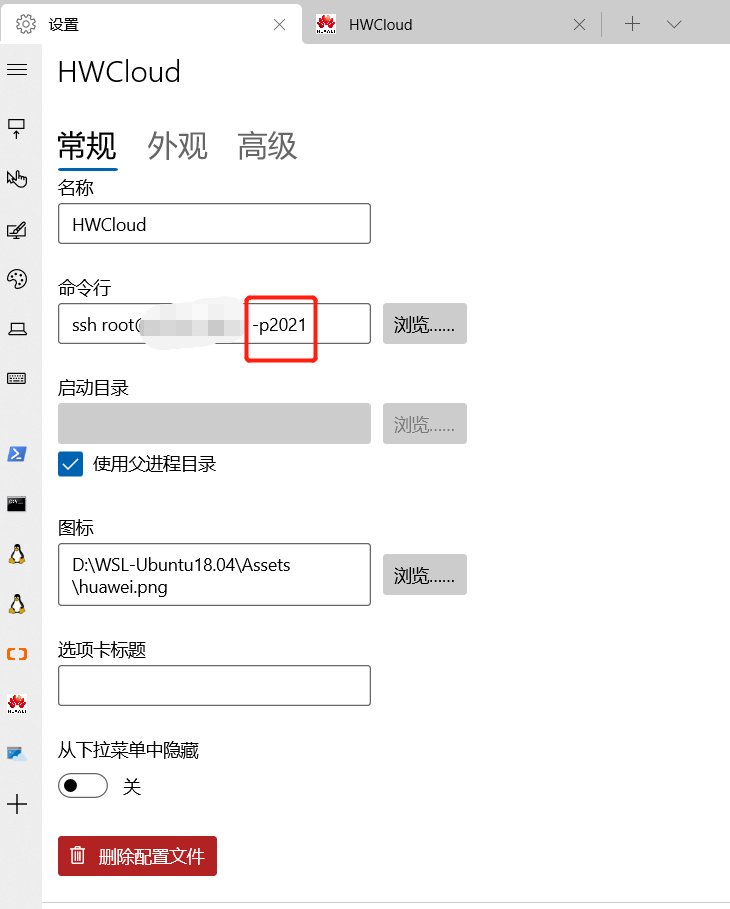 设置
HWCloud
HWCloud
常规 外观 高级
名称
HWCloud
命令行
ssh root@ -p2021 浏览......
启动目录
浏览......
使用父进程目录
图标
D:\WSL-Ubuntu18.04\Assets
\huawei.png
浏览......
选项卡标题
从下拉菜单中隐藏
关
删除配置文件